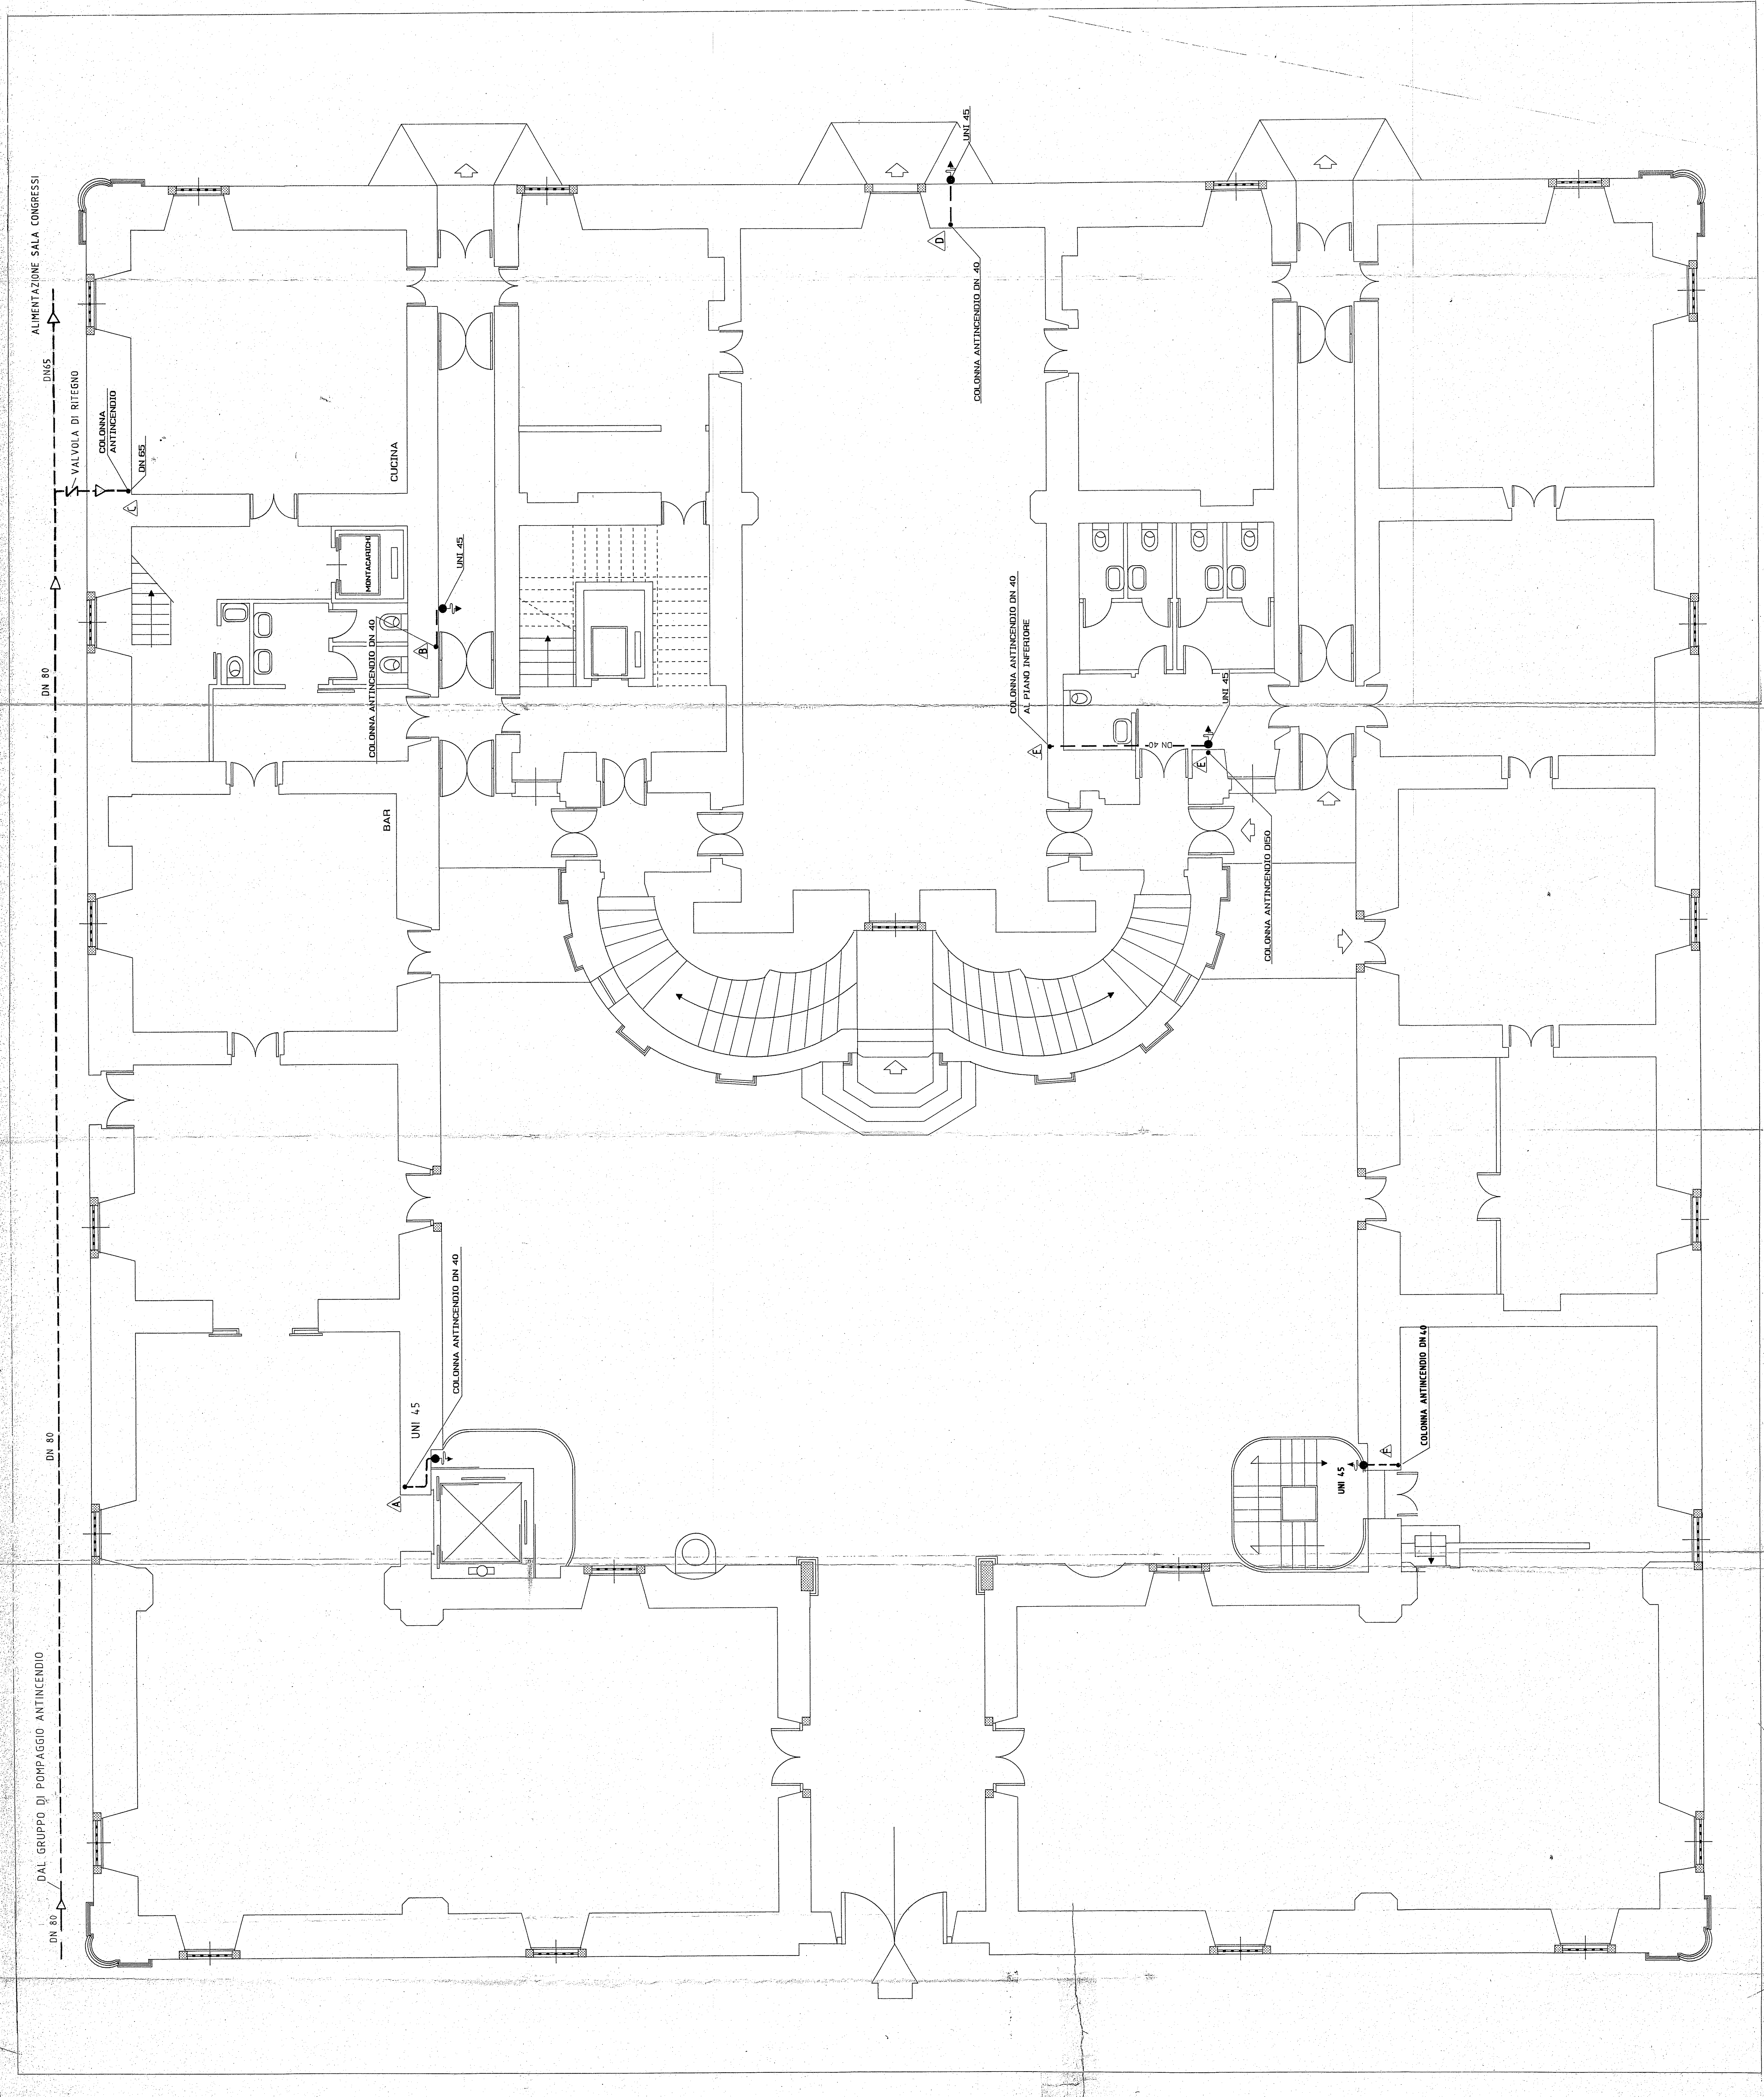 ALIMENTAZIONE SALA CONGRESSI
DN65
VALVOLA DI RITEGNO
COLONNA
ANTINCENDIO
DN 65
C
CUCINA
MONTACARICHI
UNI 45
COLONNA ANTINCENDIO DN 40
B
BAR
DN 80
UNI 45
D
COLONNA ANTINCENDIO DN 40
COLONNA ANTINCENDIO DN 40
AL PIANO INFERIORE
E
DN 40
UNI 45
E
COLONNA ANTINCENDIO DI50
COLONNA ANTINCENDIO DN 40
UNI 45
A
COLONNA ANTINCENDIO DN 40
F
UNI 45
DN 80
DAL GRUPPO DI POMPAGGIO ANTINCENDIO
DN 80